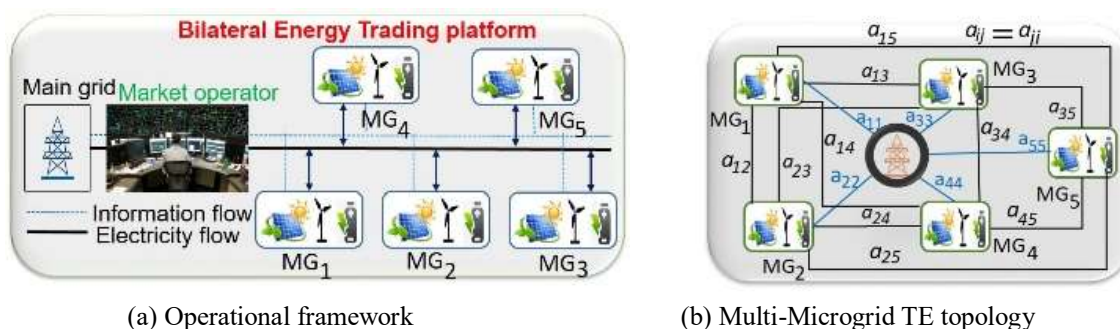 Bilateral Energy Trading platform
Main grid
Market operator
MG4
MG5
Information flow
Electricity flow
MG1
MG2
MG3
(a) Operational framework
a15
aij = aji
MG3
a13
MG1
a11
a33
a35
a34
a12
a23
a14
a55
a22
a44
MG5
a24
a45
MG2
MG4
a25
(b) Multi-Microgrid TE topology